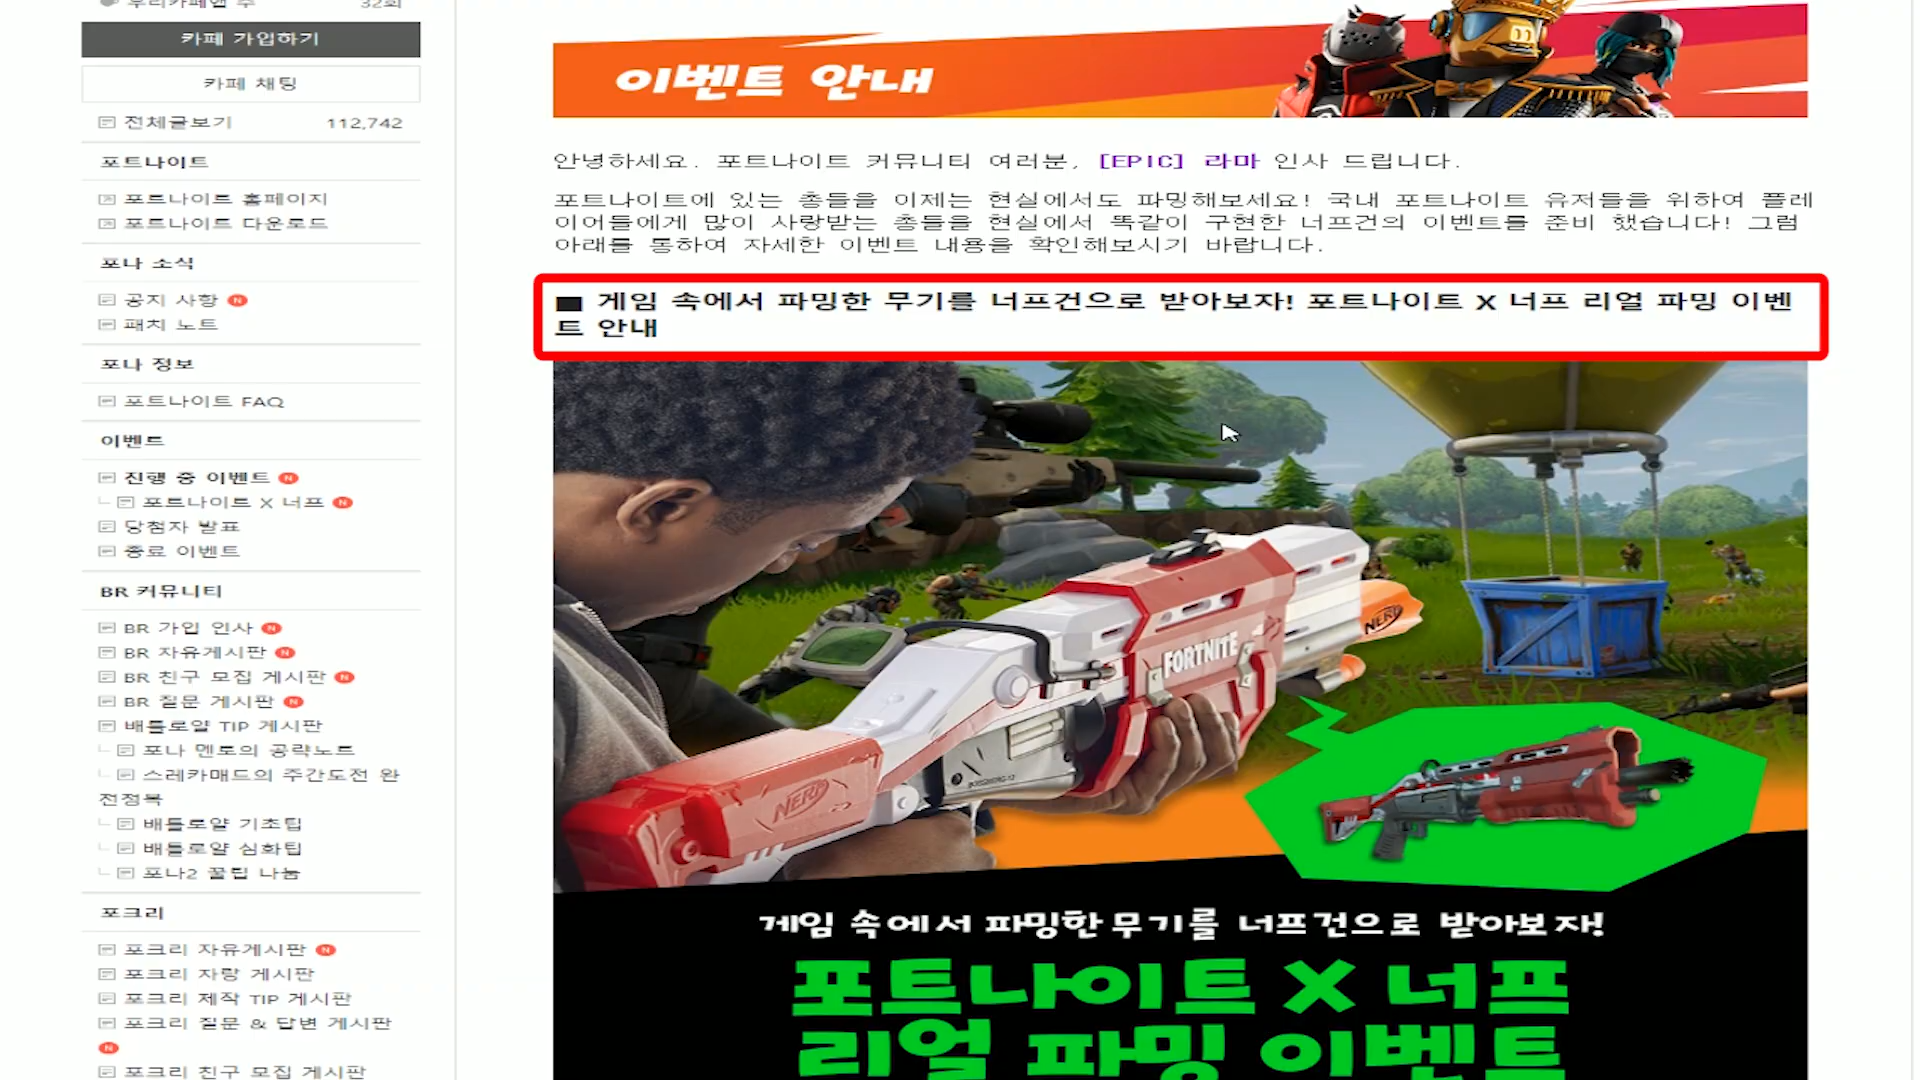 우리카페앱 수 32회
카페 가입하기
카페 채팅
전체글보기 112,742
포트나이트
포트나이트 홈페이지
포트나이트 다운로드
포나 소식
공지 사항 N
패치 노트
포나 정보
포트나이트 FAQ
이벤트
진행 중 이벤트 N
포트나이트 X 너프 N
당첨자 발표
종료 이벤트
BR 커뮤니티
BR 가입 인사 N
BR 자유게시판 N
BR 친구 모집 게시판 N
BR 질문 게시판 N
배틀로얄 TIP 게시판
포나 멘토의 공략노트
스레카매드의 주간도전 완
전정복
배틀로얄 기초팁
배틀로얄 심화팁
포나2 꿀팁 나눔
포크리
포크리 자유게시판 N
포크리 자랑 게시판
포크리 제작 TIP 게시판
포크리 질문 & 답변 게시판
N
포크리 친구 모집 게시판
이벤트 안내
안녕하세요. 포트나이트 커뮤니티 여러분, [EPIC] 라마 인사 드립니다.
포트나이트에 있는 총들을 이제는 현실에서도 파밍해보세요! 국내 포트나이트 유저들을 위하여 플레
이어들에게 많이 사랑받는 총들을 현실에서 똑같이 구현한 너프건의 이벤트를 준비 했습니다! 그럼
아래를 통하여 자세한 이벤트 내용을 확인해보시기 바랍니다.
■ 게임 속에서 파밍한 무기를 너프건으로 받아보자! 포트나이트 X 너프 리얼 파밍 이벤
트 안내
NERF
FORTNITE
NERF
게임 속에서 파밍한 무기를 너프건으로 받아보자!
포트나이트 X 너프
리얼 파밍 이벤트